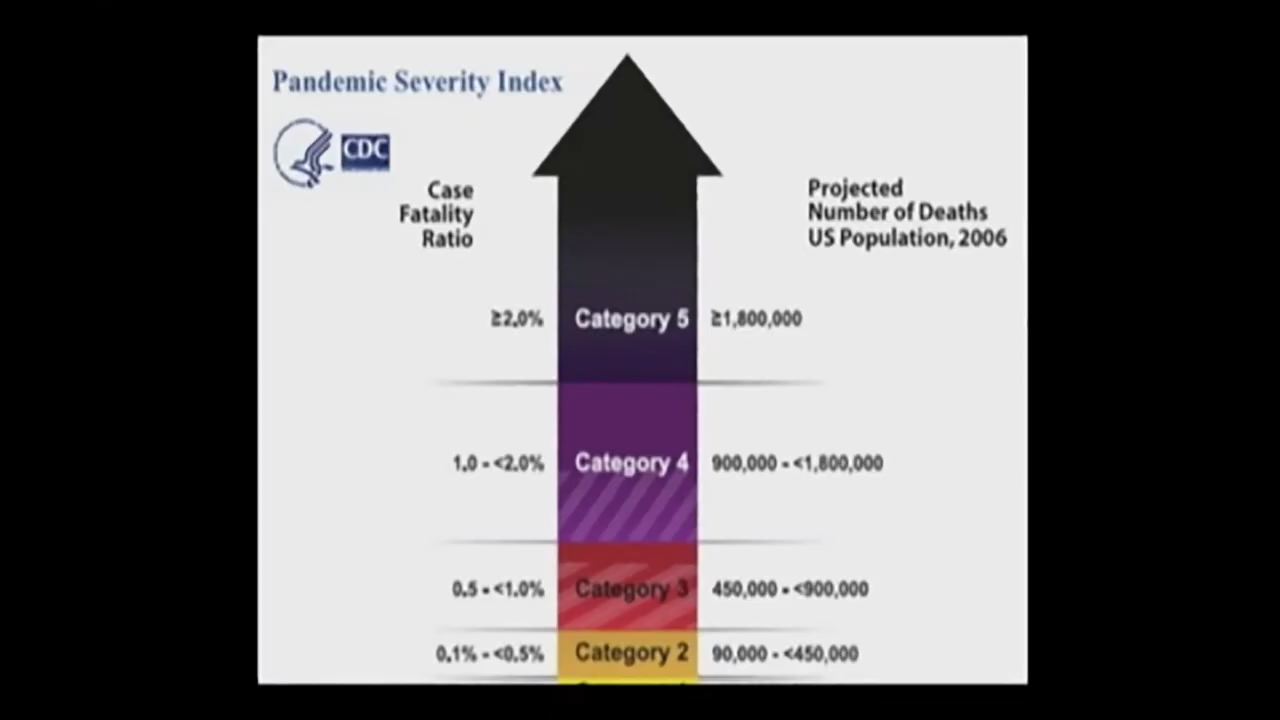 Pandemic Severity Index
CDC
Case
Fatality
Ratio
Projected
Number of Deaths
US Population, 2006
≥2.0% Category 5 ≥1,800,000
1.0 - <2.0% Category 4 900,000 - <1,800,000
0.5 - <1.0% Category 3 450,000 - <900,000
0.1% - <0.5% Category 2 90,000 - <450,000